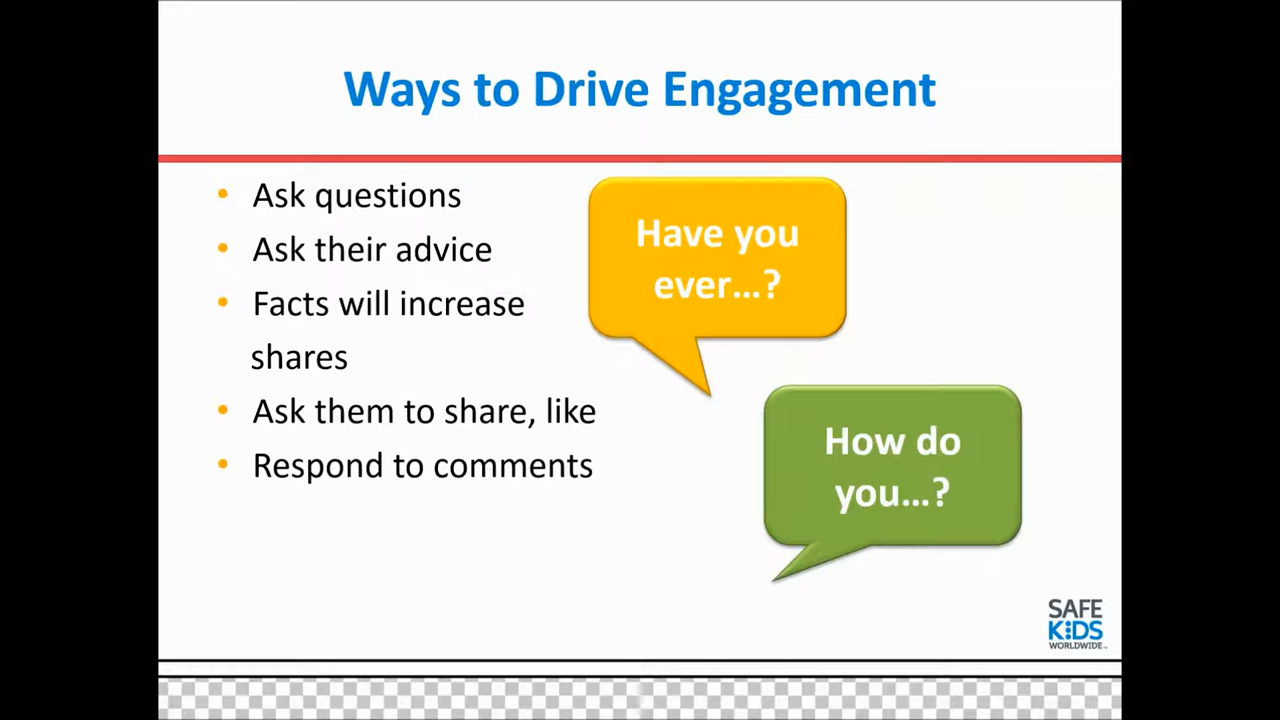 Ways to Drive Engagement
• Ask questions
• Ask their advice
• Facts will increase
shares
• Ask them to share, like
• Respond to comments
Have you
ever...?
How do
you...?
SAFE
KIDS
WORLDWIDE™